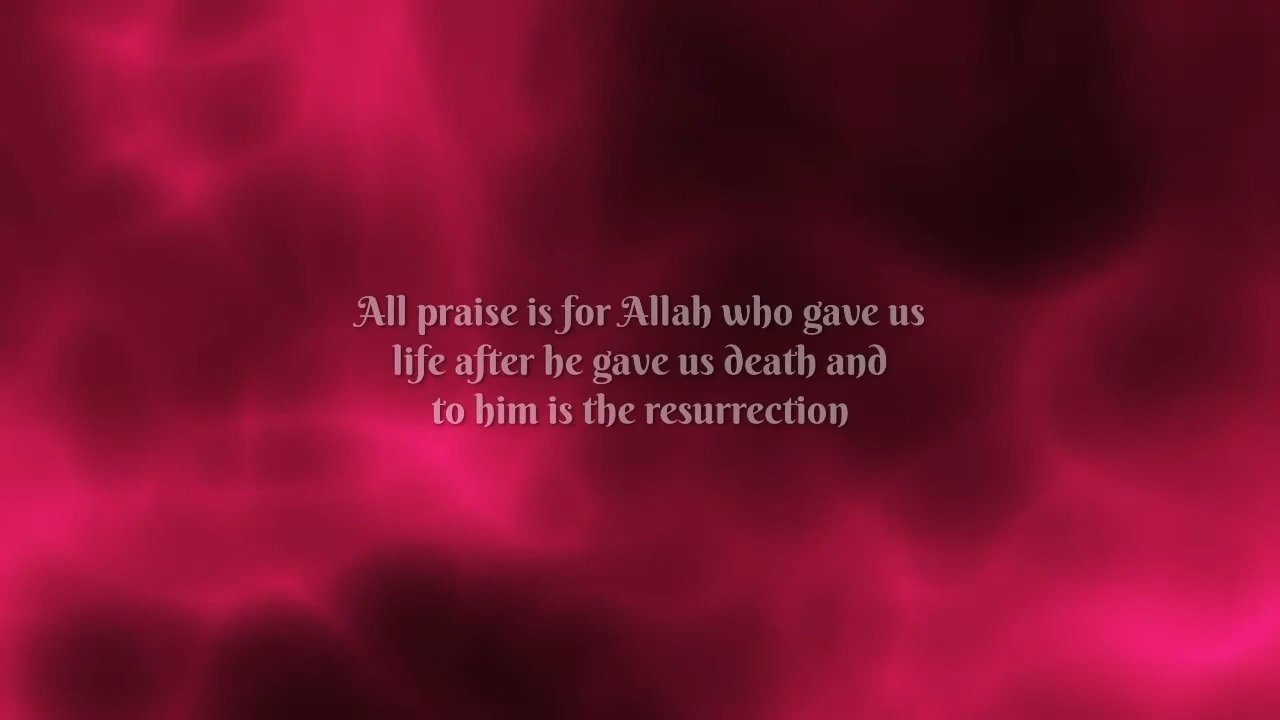 All praise is for Allah who gave us
life after he gave us death and
to him is the resurrection